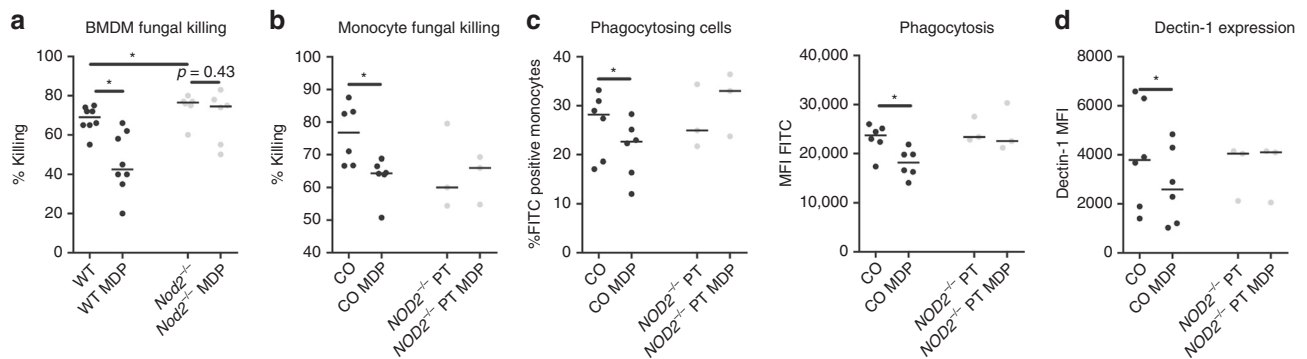 a
BMDM fungal killing
% Killing
100
80
60
40
20
0
*
*
p = 0.43
WT
WT MDP
Nod2⁻/⁻
Nod2⁻/⁻ MDP
b
Monocyte fungal killing
% Killing
100
90
80
70
60
50
40
*
CO
CO MDP
NOD2⁻/⁻ PT
NOD2⁻/⁻ PT MDP
c
Phagocytosing cells
%FITC positive monocytes
40
30
20
10
0
*
CO
CO MDP
NOD2⁻/⁻ PT
NOD2⁻/⁻ PT MDP
Phagocytosis
MFI FITC
40,000
30,000
20,000
10,000
0
*
CO
CO MDP
NOD2⁻/⁻ PT
NOD2⁻/⁻ PT MDP
d
Dectin-1 expression
Dectin-1 MFI
8000
6000
4000
2000
0
*
CO
CO MDP
NOD2⁻/⁻ PT
NOD2⁻/⁻ PT MDP